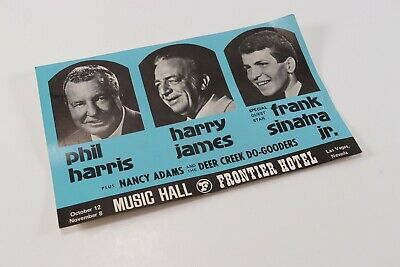 phil
harris
harry
james
SPECIAL
GUEST
STAR
frank
sinatra
jr.
PLUS NANCY ADAMS AND THE DEER CREEK DO-GOODERS
October 12
November 8
MUSIC HALL F FRONTIER HOTEL
Las Vegas,
Nevada